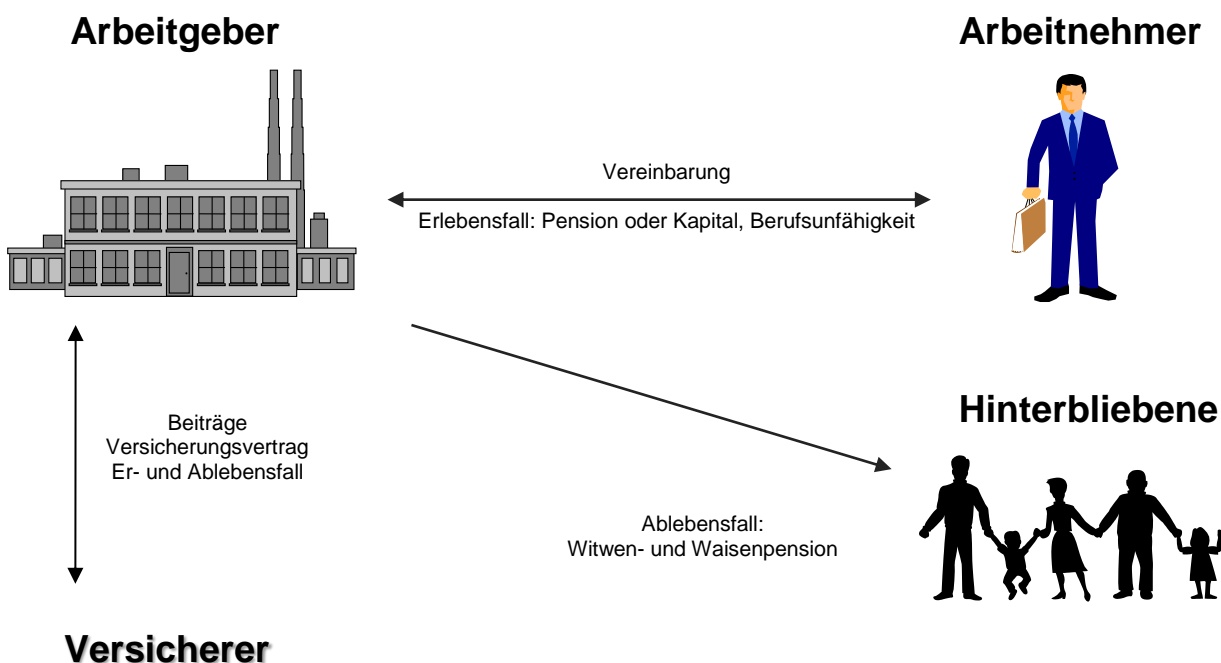 Arbeitgeber
Arbeitnehmer
Vereinbarung
Erlebensfall: Pension oder Kapital, Berufsunfähigkeit
Beiträge
Versicherungsvertrag
Er- und Ablebensfall
Hinterbliebene
Ablebensfall:
Witwen- und Waisenpension
Versicherer